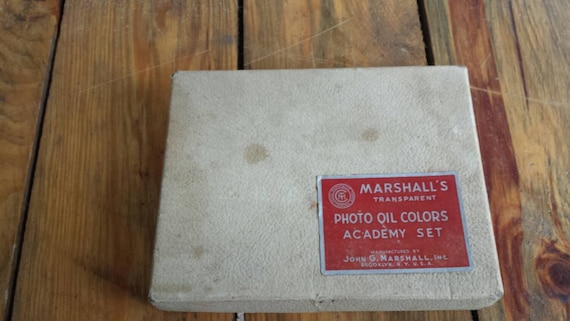 MARSHALL'S
TRANSPARENT
PHOTO OIL COLORS
ACADEMY SET
MANUFACTURED BY
JOHN G. MARSHALL, INC.
BROOKLYN, N.Y. U.S.A.